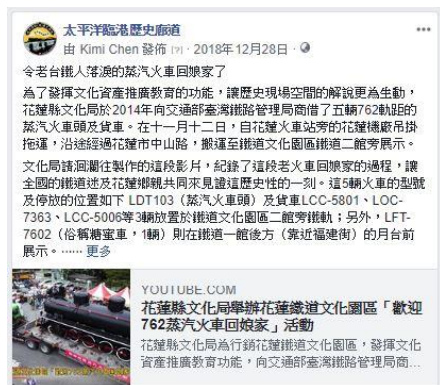 太平洋臨港歷史廊道
由 Kimi Chen 發佈 [?] · 2018年12月28日 ·
令老台鐵人落淚的蒸汽火車回娘家了
為了發揮文化資產推廣教育的功能，讓歷史現場空間的解說更為生動，
花蓮縣文化局於2014年向交通部臺灣鐵路管理局商借了五輛762軌距的
蒸汽火車頭及貨車。在十一月十二日，自花蓮火車站旁的花蓮機廠吊掛
拖運，沿途經過花蓮市中山路，搬運至鐵道文化園區鐵道二館旁展示。
文化局請洄瀾往製作的這段影片，紀錄了這段老火車回娘家的過程，讓
全國的鐵道迷及花蓮鄉親共同來見證這歷史性的一刻。這5輛火車的型號
及停放的位置如下 LDT103（蒸汽火車頭）及貨車LCC-5801、LOC-
7363、LCC-5006等3輛放置於鐵道文化園區二館旁鐵軌；另外，LFT-
7602（俗稱糖蜜車，1輛）則在鐵道一館後方（靠近福建街）的月台前
展示。…… 更多
YOUTUBE.COM
花蓮縣文化局舉辦花蓮鐵道文化園區「歡迎
762蒸汽火車回娘家」活動
花蓮縣文化局為行銷花蓮鐵道文化園區，發揮文化
資產推廣教育功能，向交通部臺灣鐵路管理局商...